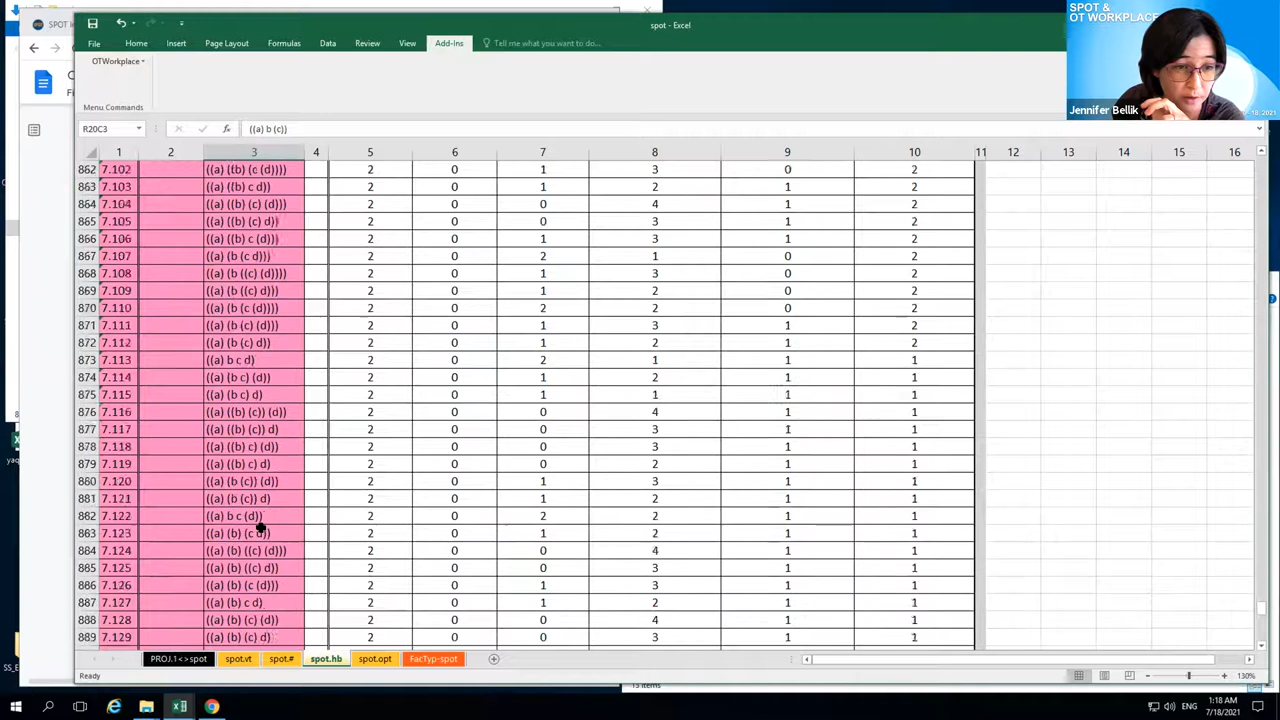 SPOT &
OT WORKPLACE
Jennifer Bellik
18 2021
SPOT
spot - Excel
File Home Insert Page Layout Formulas Data Review View Add-Ins Tell me what you want to do...
OTWorkplace
Menu Commands
R20C3 fx ((a) b (c))
1 2 3 4 5 6 7 8 9 10 11 12 13 14 15 16
862 7.102 ((a) ((b) (c (d)))) 2 0 1 3 0 2
863 7.103 ((a) ((b) c d)) 2 0 1 2 1 2
864 7.104 ((a) ((b) (c) (d))) 2 0 0 4 1 2
865 7.105 ((a) ((b) (c) d)) 2 0 0 3 1 2
866 7.106 ((a) ((b) c (d))) 2 0 1 3 1 2
867 7.107 ((a) (b (c d))) 2 0 2 1 0 2
868 7.108 ((a) (b ((c) (d)))) 2 0 1 3 0 2
869 7.109 ((a) (b ((c) d))) 2 0 1 2 0 2
870 7.110 ((a) (b (c (d)))) 2 0 2 2 0 2
871 7.111 ((a) (b (c) (d))) 2 0 1 3 1 2
872 7.112 ((a) (b (c) d)) 2 0 1 2 1 2
873 7.113 ((a) b c d) 2 0 2 1 1 1
874 7.114 ((a) (b c) (d)) 2 0 1 2 1 1
875 7.115 ((a) (b c) d) 2 0 1 1 1 1
876 7.116 ((a) ((b) (c)) (d)) 2 0 0 4 1 1
877 7.117 ((a) ((b) (c)) d) 2 0 0 3 1 1
878 7.118 ((a) ((b) c) (d)) 2 0 0 3 1 1
879 7.119 ((a) ((b) c) d) 2 0 0 2 1 1
880 7.120 ((a) (b (c)) (d)) 2 0 1 3 1 1
881 7.121 ((a) (b (c)) d) 2 0 1 2 1 1
882 7.122 ((a) b c (d)) 2 0 2 2 1 1
863 7.123 ((a) (b) (c d)) 2 0 1 2 1 1
884 7.124 ((a) (b) ((c) (d))) 2 0 0 4 1 1
885 7.125 ((a) (b) ((c) d)) 2 0 0 3 1 1
886 7.126 ((a) (b) (c (d))) 2 0 1 3 1 1
887 7.127 ((a) (b) c d) 2 0 1 2 1 1
888 7.128 ((a) (b) (c) (d)) 2 0 0 4 1 1
889 7.129 ((a) (b) (c) d) 2 0 0 3 1 1
PROJ.1<>spot spot.vt spot.# spot.hb spot.opt FacTyp-spot
Ready 130%
13 items
ENG 1:18 AM
7/18/2021